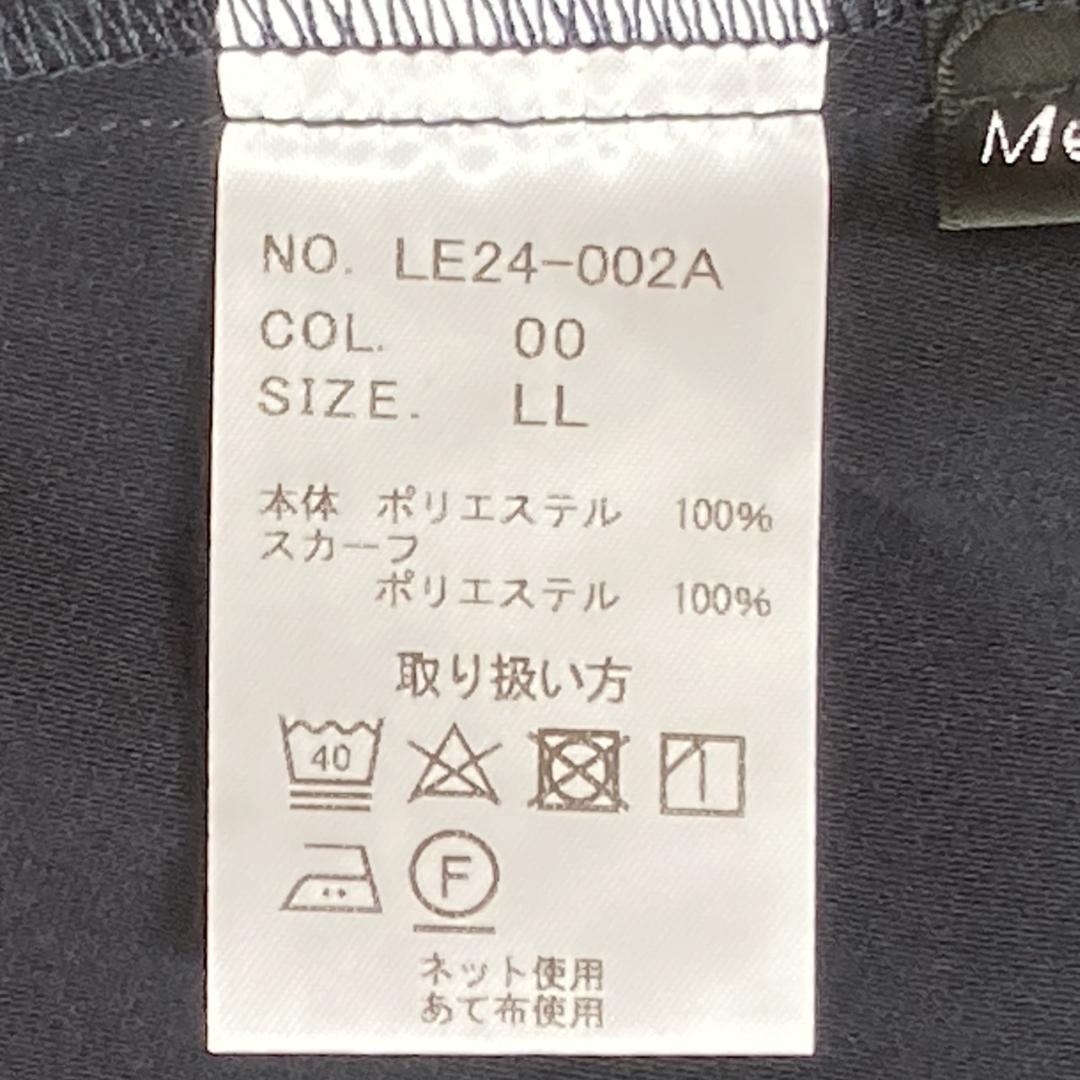 NO. LE24-002A
COL. 00
SIZE. LL
本体 ポリエステル 100%
スカーフ
ポリエステル 100%
取り扱い方
40
F
ネット使用
あて布使用
Me